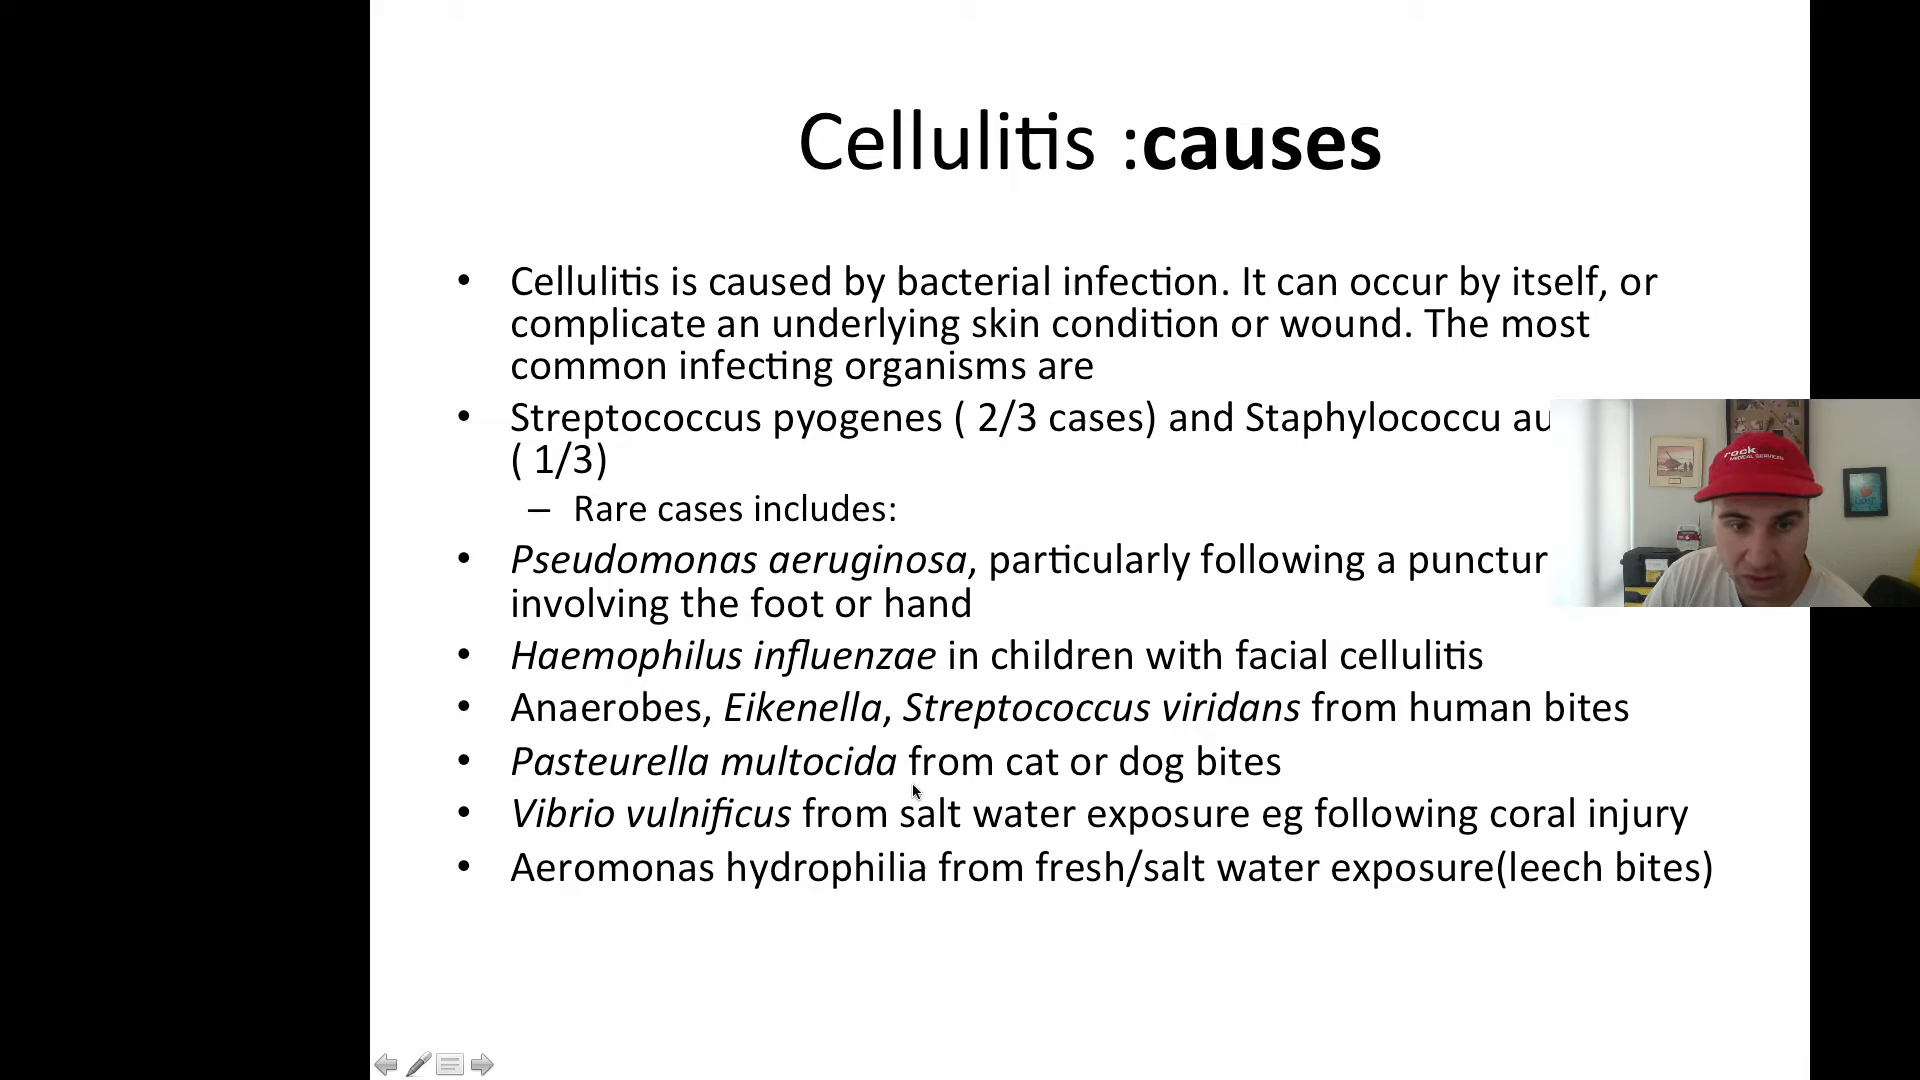 Cellulitis :causes
• Cellulitis is caused by bacterial infection. It can occur by itself, or
complicate an underlying skin condition or wound. The most
common infecting organisms are
• Streptococcus pyogenes ( 2/3 cases) and Staphylococcu au
( 1/3)
– Rare cases includes:
• Pseudomonas aeruginosa, particularly following a punctur
involving the foot or hand
• Haemophilus influenzae in children with facial cellulitis
• Anaerobes, Eikenella, Streptococcus viridans from human bites
• Pasteurella multocida from cat or dog bites
• Vibrio vulnificus from salt water exposure eg following coral injury
• Aeromonas hydrophilia from fresh/salt water exposure(leech bites)
rock
MEDICAL SERVICES